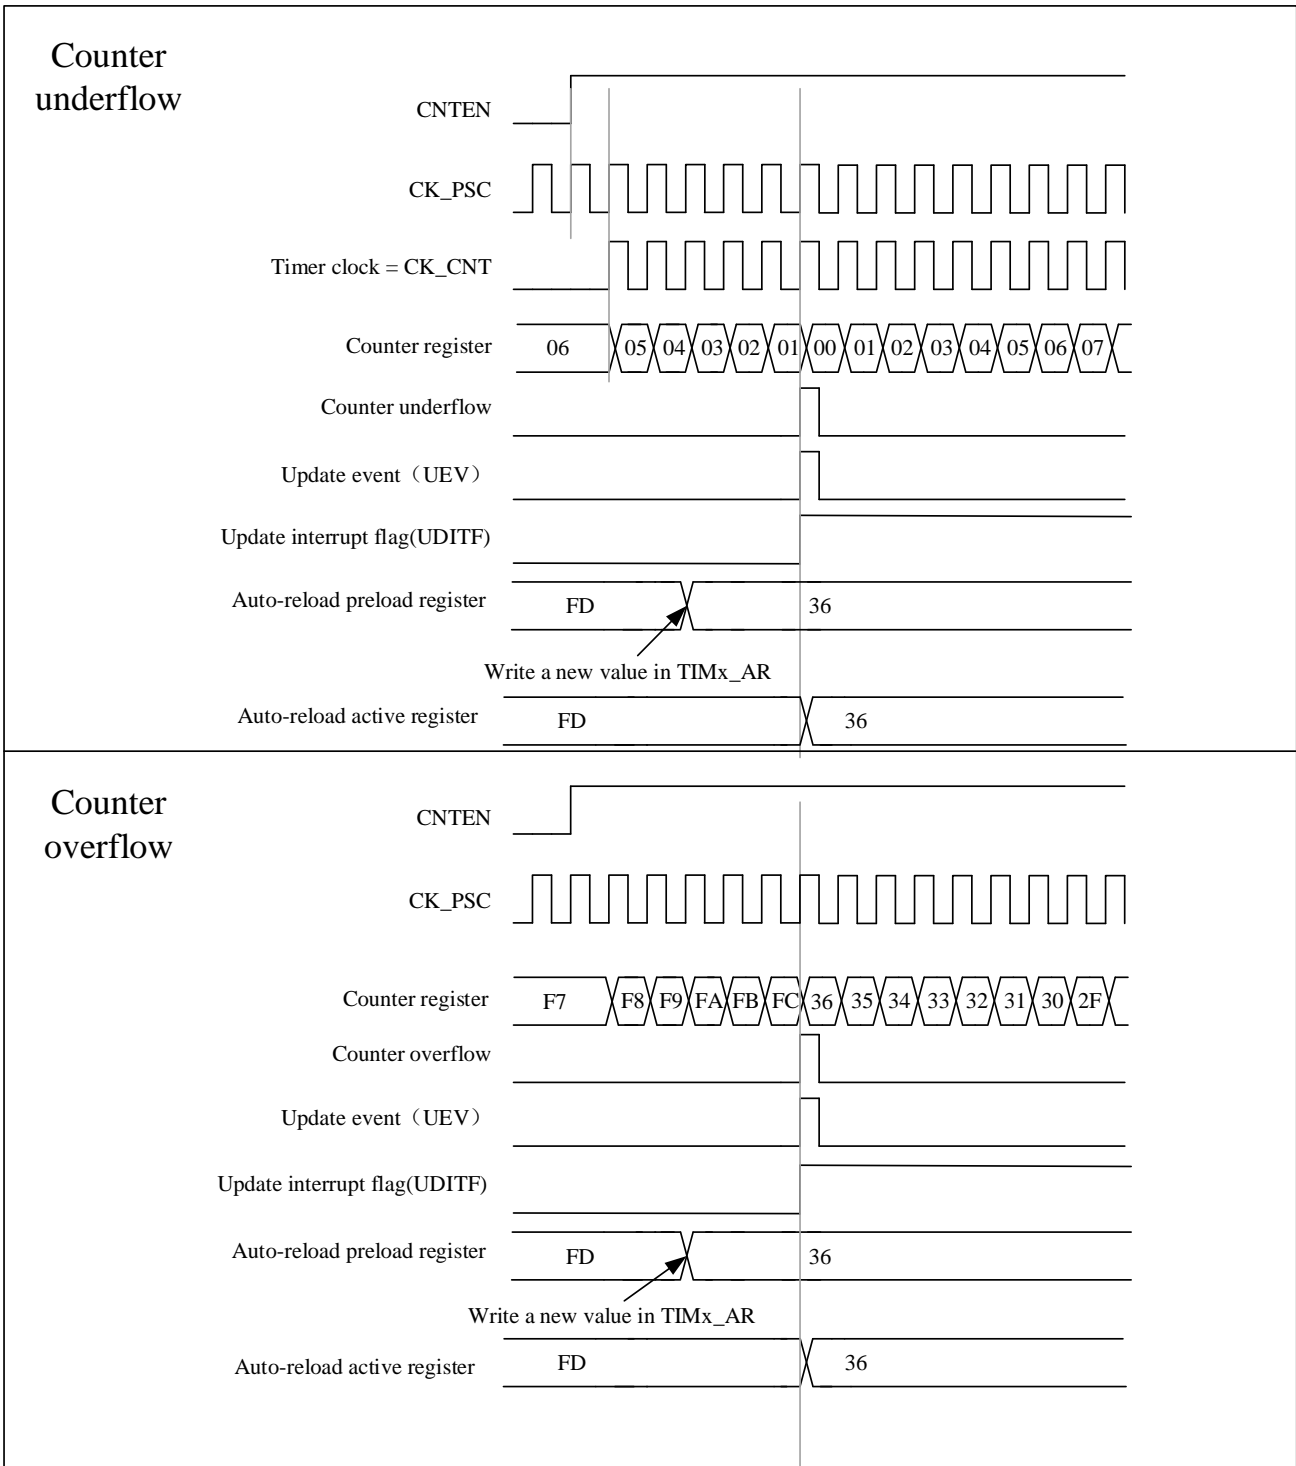 Counter
underflow
CNTEN
CK_PSC
Timer clock = CK_CNT
Counter register 06 05 04 03 02 01 00 01 02 03 04 05 06 07
Counter underflow
Update event（UEV）
Update interrupt flag(UDITF)
Auto-reload preload register FD 36
Write a new value in TIMx_AR
Auto-reload active register FD 36
Counter
overflow
CNTEN
CK_PSC
Counter register F7 F8 F9 FA FB FC 36 35 34 33 32 31 30 2F
Counter overflow
Update event（UEV）
Update interrupt flag(UDITF)
Auto-reload preload register FD 36
Write a new value in TIMx_AR
Auto-reload active register FD 36